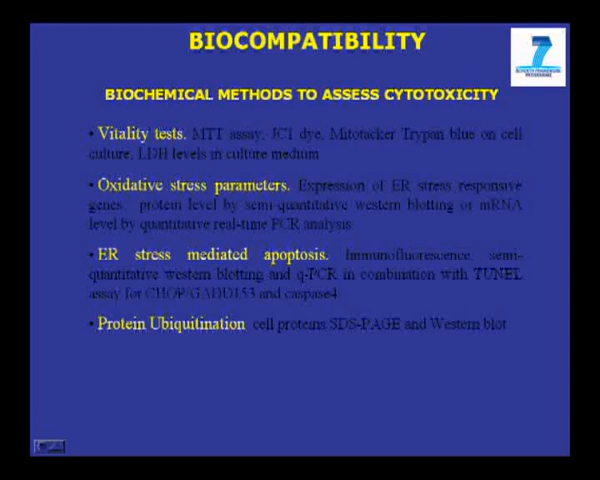 BIOCOMPATIBILITY
7
SEVENTH FRAMEWORK
PROGRAMME
BIOCHEMICAL METHODS TO ASSESS CYTOTOXICITY
• Vitality tests. MTT assay, JC1 dye, Mitotacker Trypan blue on cell
culture, LDH levels in culture medium
• Oxidative stress parameters. Expression of ER stress responsive
genes: protein level by semi-quantitative western blotting or mRNA
level by quantitative real-time PCR analysis.
• ER stress mediated apoptosis. Immunofluorescence, semi-
quantitative western blotting and q-PCR in combination with TUNEL
assay for CHOP/GADD153 and caspase4
• Protein Ubiquitination cell proteins SDS-PAGE and Western blot